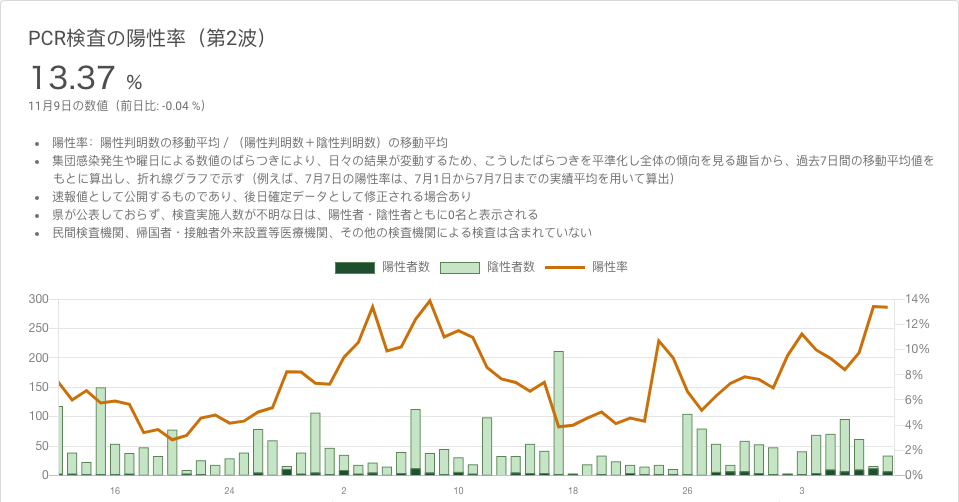 PCR検査の陽性率（第2波）
13.37 %
11月9日の数値（前日比: -0.04 %）
• 陽性率：陽性判明数の移動平均 / （陽性判明数＋陰性判明数）の移動平均
• 集団感染発生や曜日による数値のばらつきにより、日々の結果が変動するため、こうしたばらつきを平準化し全体の傾向を見る趣旨から、過去7日間の移動平均値を
もとに算出し、折れ線グラフで示す（例えば、7月7日の陽性率は、7月1日から7月7日までの実績平均を用いて算出）
• 速報値として公開するものであり、後日確定データとして修正される場合あり
• 県が公表しておらず、検査実施人数が不明な日は、陽性者・陰性者ともに0名と表示される
• 民間検査機関、帰国者・接触者外来設置等医療機関、その他の検査機関による検査は含まれていない
陽性者数 陰性者数 陽性率
300 14%
250 12%
200 10%
150 8%
100 6%
50 4%
0 2%
0%
16 24 2 10 18 26 3